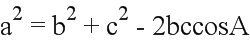 a² = b² + c² - 2bccosA